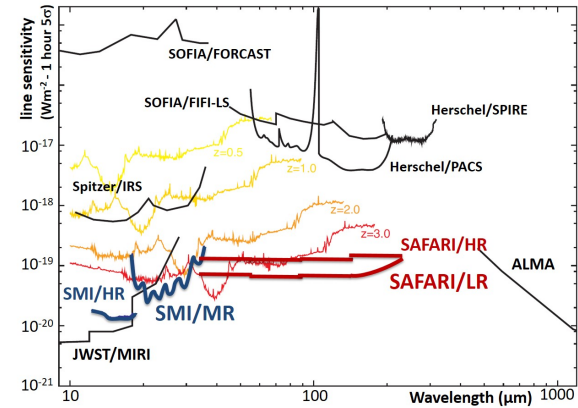 line sensitivity
(Wm-2 - 1 hour 5σ)
SOFIA/FORCAST
SOFIA/FIFI-LS
Herschel/SPIRE
10-17
z=0.5
Herschel/PACS
z=1.0
Spitzer/IRS
10-18
z=2.0
z=3.0
SAFARI/HR
10-19
ALMA
SAFARI/LR
SMI/HR
SMI/MR
10-20
JWST/MIRI
10-21
10
100
1000
Wavelength (μm)